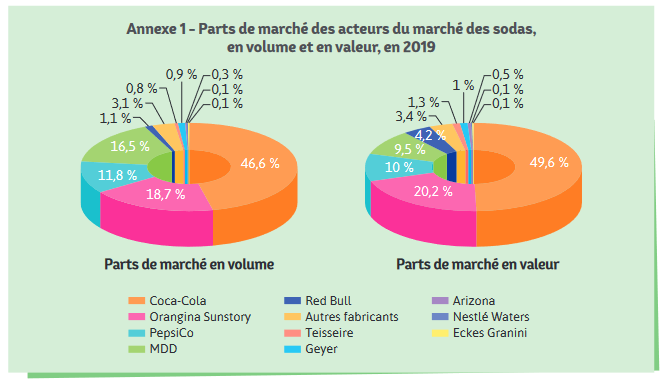 Annexe 1 - Parts de marché des acteurs du marché des sodas,
en volume et en valeur, en 2019
0,9 %
0,3 %
0,8 %
0,1 %
3,1 %
0,1 %
1,1 %
16,5 %
46,6 %
11,8 %
18,7 %
Parts de marché en volume
1 %
0,5 %
1,3 %
0,1 %
3,4 %
0,1 %
4,2 %
9,5 %
49,6 %
10 %
20,2 %
Parts de marché en valeur
Coca-Cola
Orangina Sunstory
PepsiCo
MDD
Red Bull
Autres fabricants
Teisseire
Geyer
Arizona
Nestlé Waters
Eckes Granini